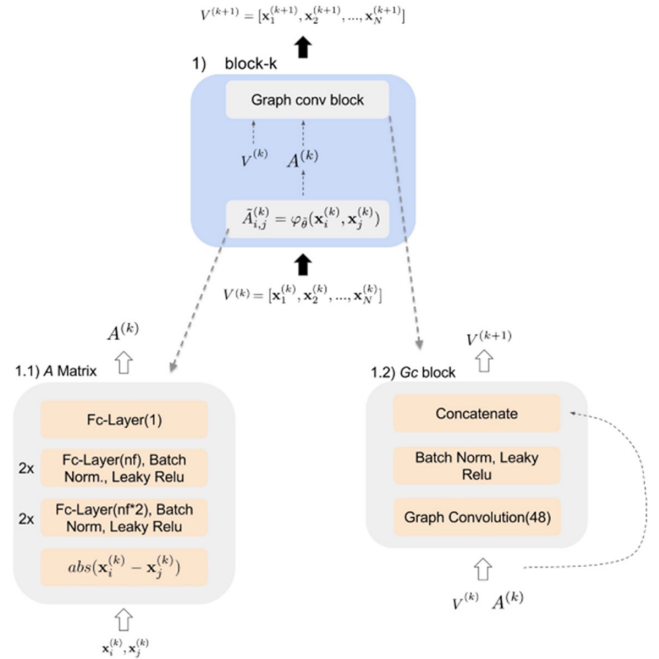 V^(k+1) = [x_1^(k+1), x_2^(k+1), ..., x_N^(k+1)]
1) block-k
Graph conv block
V^(k) A^(k)
Ã_{i,j}^(k) = φ_θ̃(x_i^(k), x_j^(k))
V^(k) = [x_1^(k), x_2^(k), ..., x_N^(k)]
A^(k)
1.1) A Matrix
Fc-Layer(1)
2x Fc-Layer(nf), Batch
Norm., Leaky Relu
2x Fc-Layer(nf*2), Batch
Norm, Leaky Relu
abs(x_i^(k) − x_j^(k))
x_i^(k), x_j^(k)
V^(k+1)
1.2) Gc block
Concatenate
Batch Norm, Leaky
Relu
Graph Convolution(48)
V^(k) A^(k)